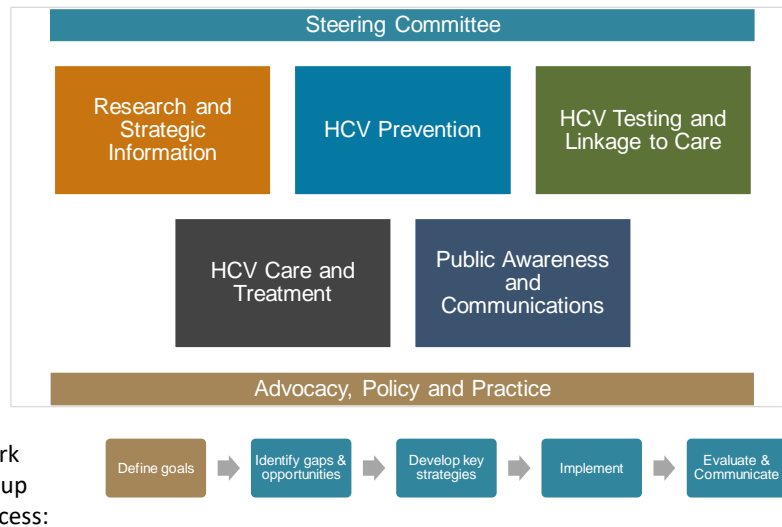 Steering Committee
Research and
Strategic
Information
HCV Prevention
HCV Testing and
Linkage to Care
HCV Care and
Treatment
Public Awareness
and
Communications
Advocacy, Policy and Practice
rk
up
cess:
Define goals
Identify gaps &
opportunities
Develop key
strategies
Implement
Evaluate &
Communicate